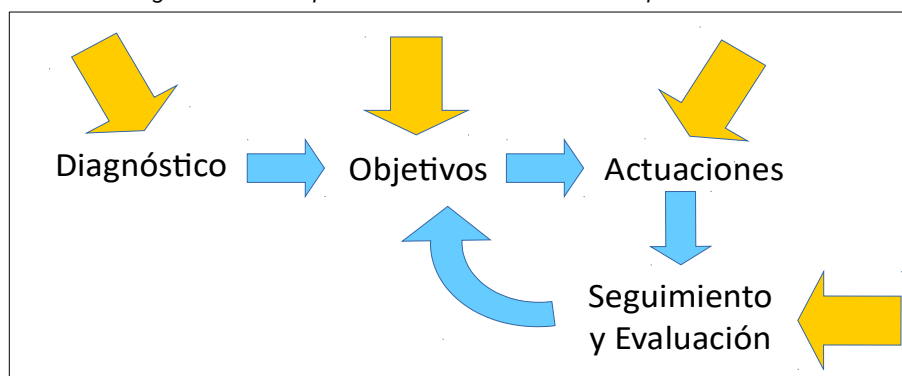 Diagnóstico
Objetivos
Actuaciones
Seguimiento
y Evaluación